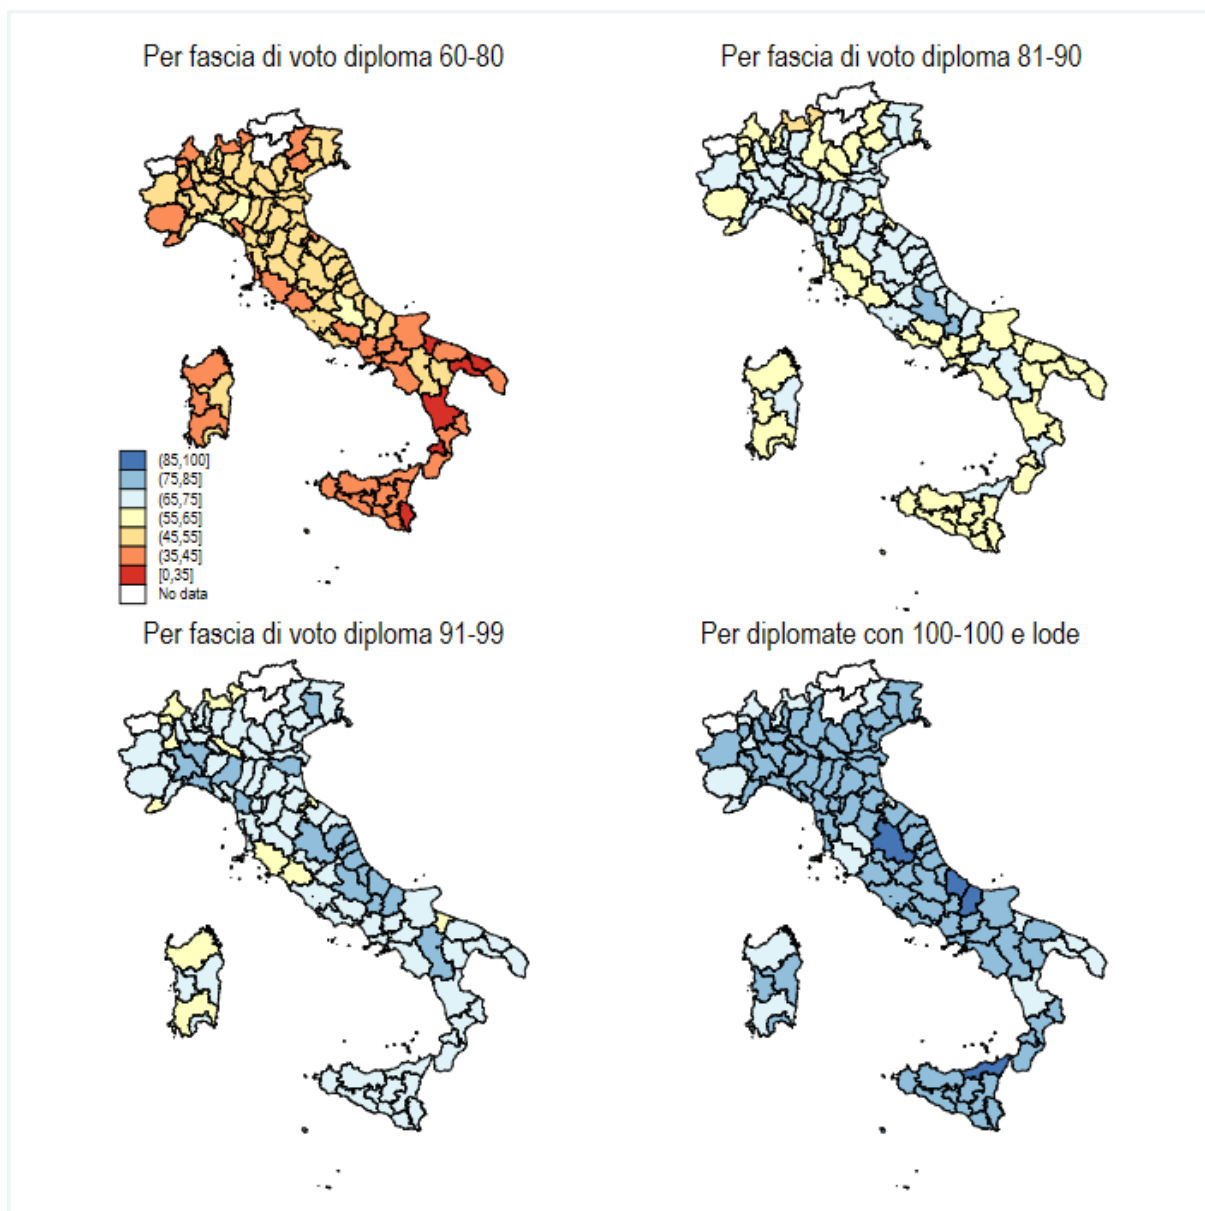 Per fascia di voto diploma 60-80
Per fascia di voto diploma 81-90
(85,100]
(75,85]
(65,75]
(55,65]
(45,55]
(35,45]
[0,35]
No data
Per fascia di voto diploma 91-99
Per diplomate con 100-100 e lode